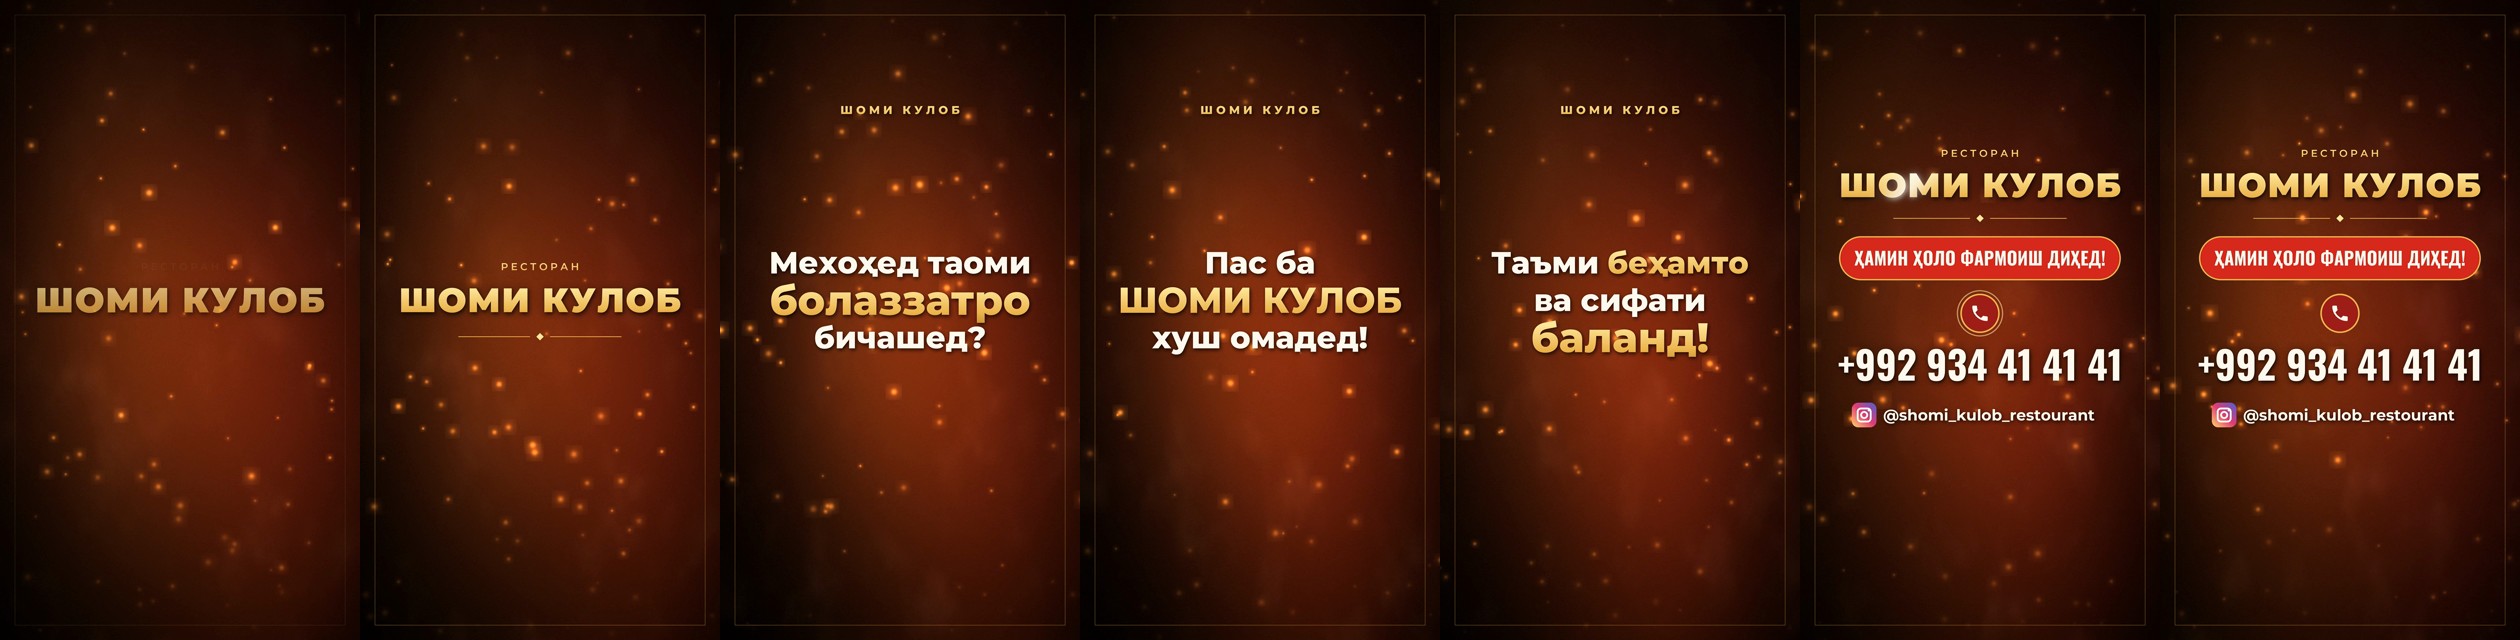 ШОМИ КУЛОБ
РЕСТОРАН
ШОМИ КУЛОБ
ШОМИ КУЛОБ
Мехоҳед таоми
болаззатро
бичашед?
ШОМИ КУЛОБ
Пас ба
ШОМИ КУЛОБ
хуш омадед!
ШОМИ КУЛОБ
Таъми беҳамто
ва сифати
баланд!
РЕСТОРАН
ШОМИ КУЛОБ
ҲАМИН ҲОЛО ФАРМОИШ ДИҲЕД!
+992 934 41 41 41
@shomi_kulob_restourant
РЕСТОРАН
ШОМИ КУЛОБ
ҲАМИН ҲОЛО ФАРМОИШ ДИҲЕД!
+992 934 41 41 41
@shomi_kulob_restourant